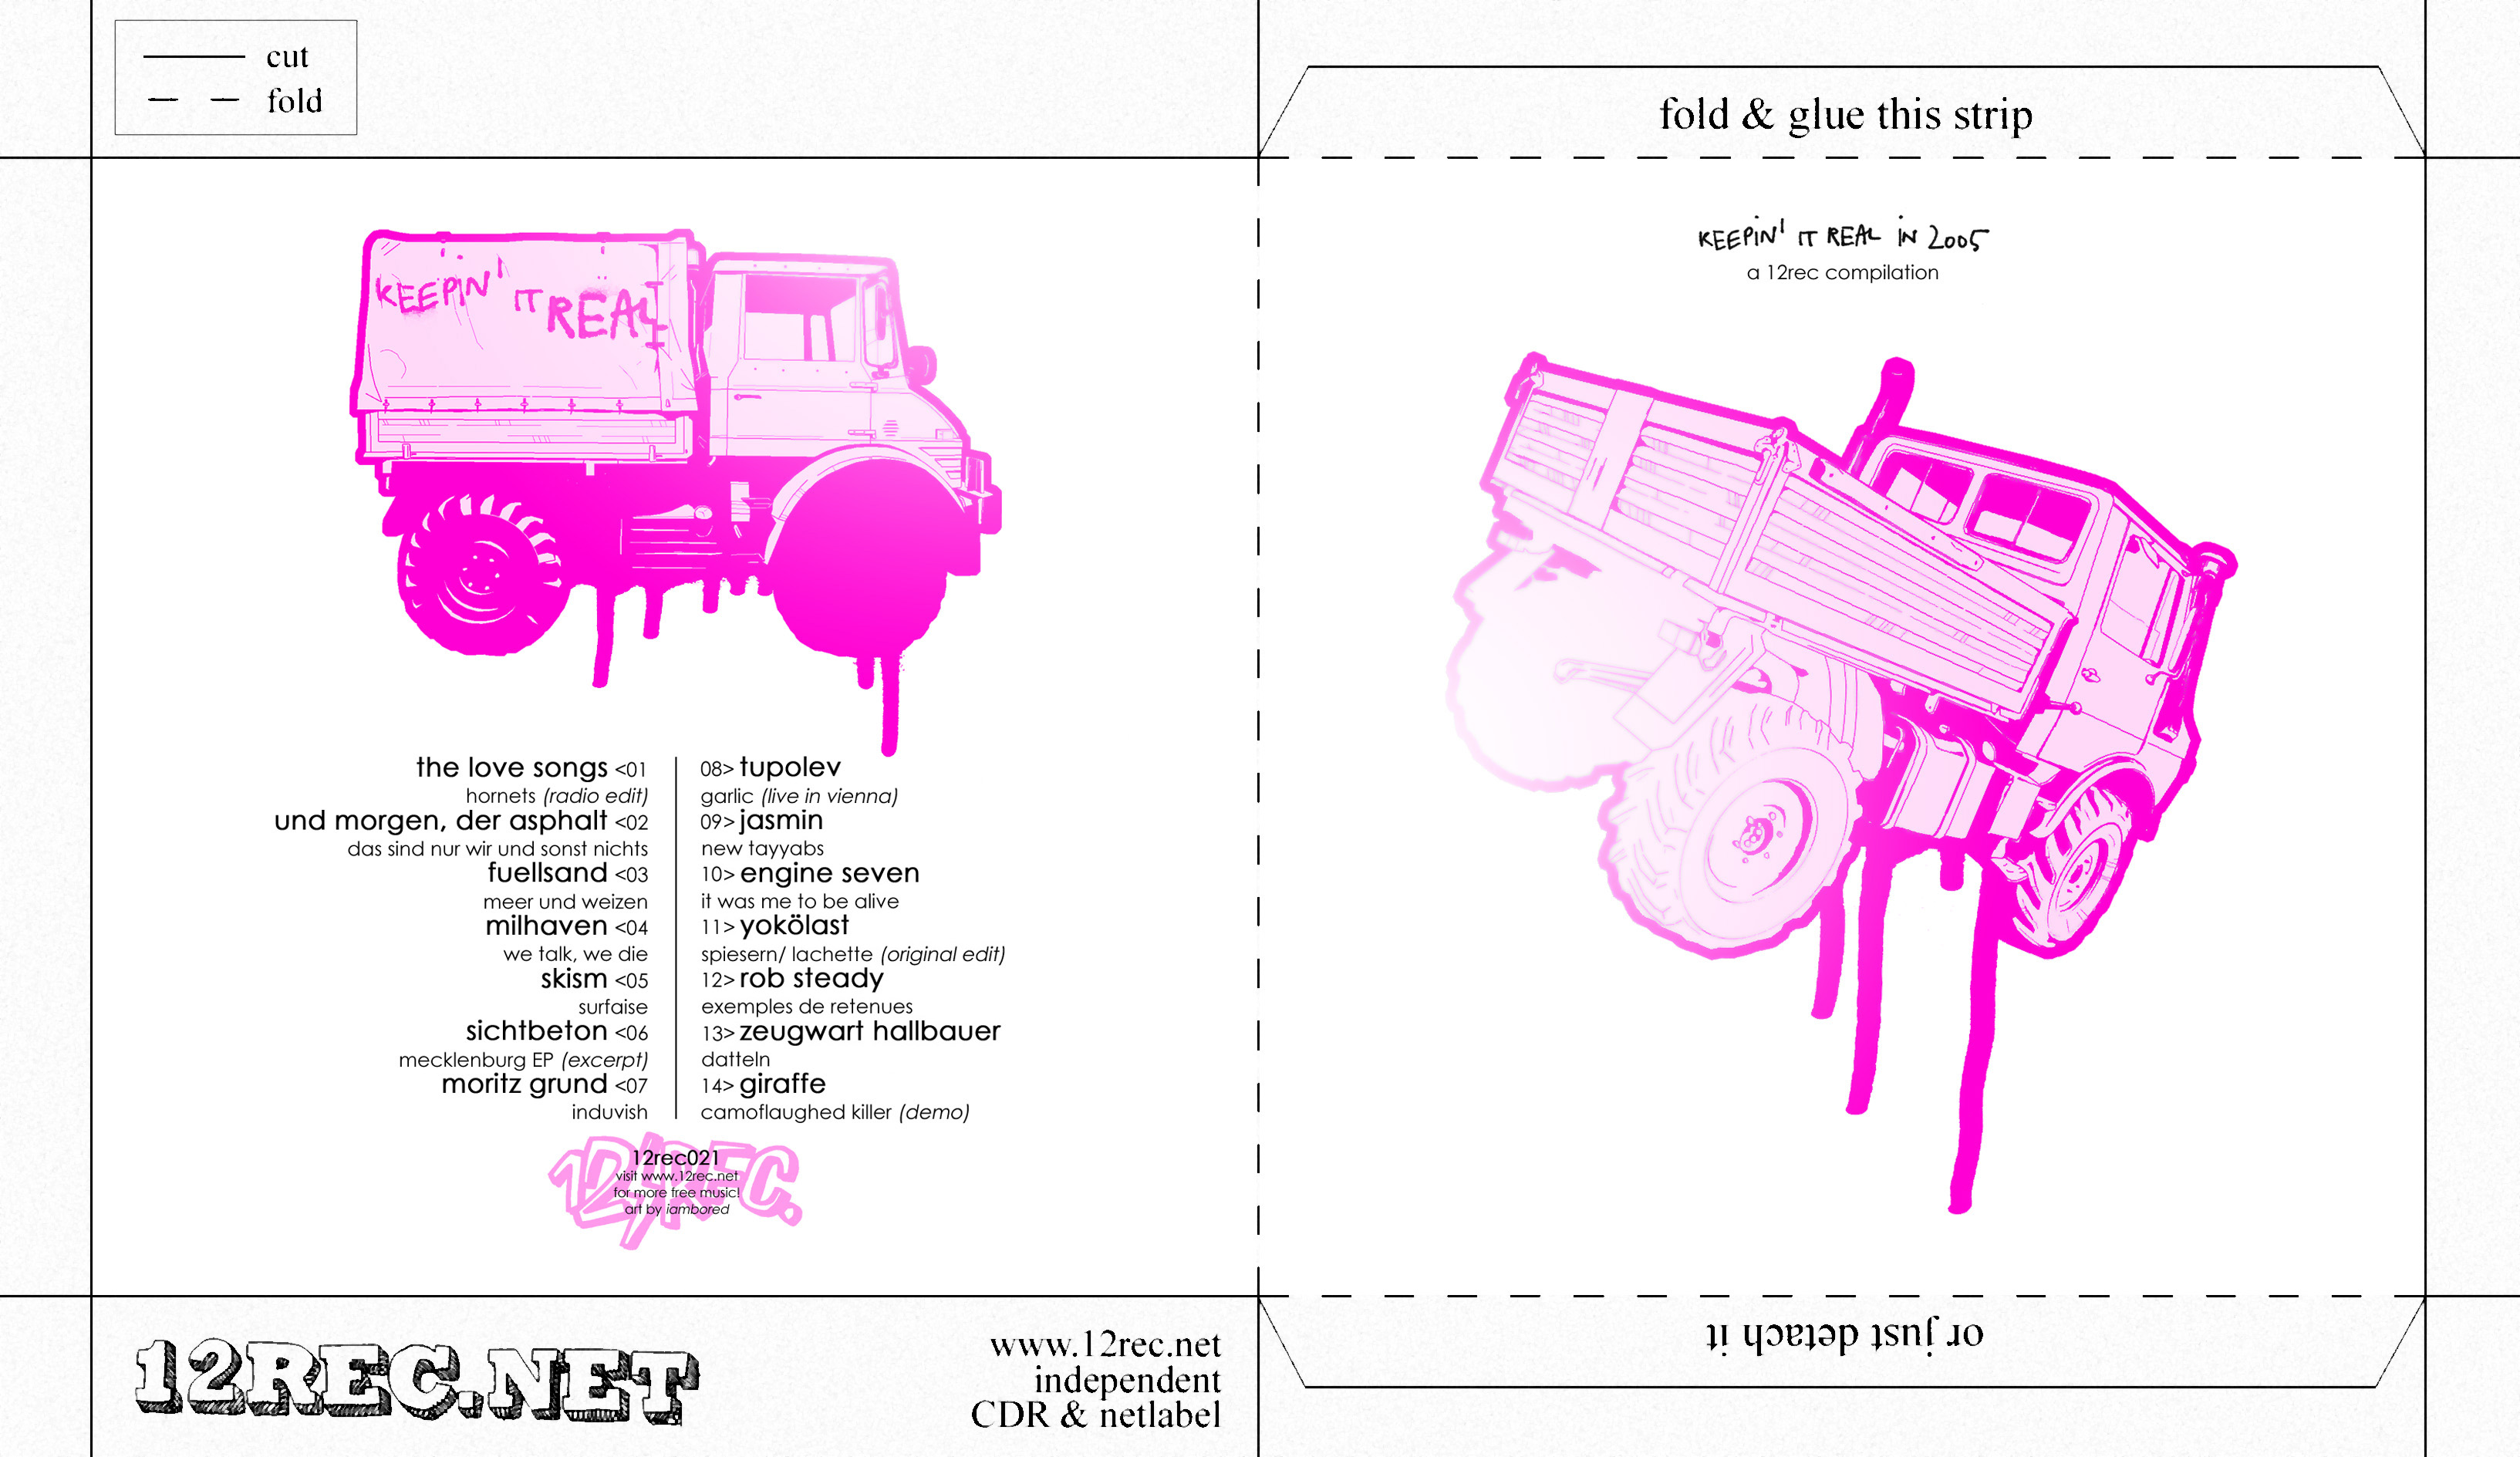 cut
fold
fold & glue this strip
KEEPIN' IT REAL
KEEPIN' IT REAL IN 2005
a 12rec compilation
the love songs <01
hornets (radio edit)
und morgen, der asphalt <02
das sind nur wir und sonst nichts
fuellsand <03
meer und weizen
milhaven <04
we talk, we die
skism <05
surfaise
sichtbeton <06
mecklenburg EP (excerpt)
moritz grund <07
induvish
08> tupolev
garlic (live in vienna)
09> jasmin
new tayyabs
10> engine seven
it was me to be alive
11> yokölast
spiesern/ lachette (original edit)
12> rob steady
exemples de retenues
13> zeugwart hallbauer
datteln
14> giraffe
camoflaughed killer (demo)
12REC.
12rec021
visit www.12rec.net
for more free music!
art by iambored
12REC.NET
www.12rec.net
independent
CDR & netlabel
or just detach it